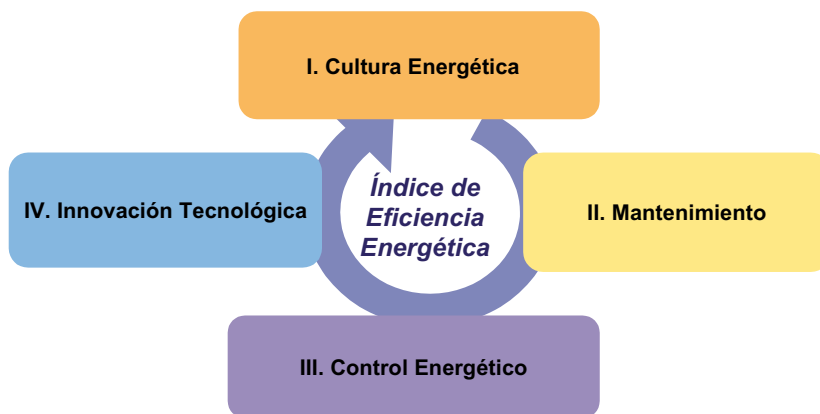 I. Cultura Energética
IV. Innovación Tecnológica
Índice de
Eficiencia
Energética
II. Mantenimiento
III. Control Energético